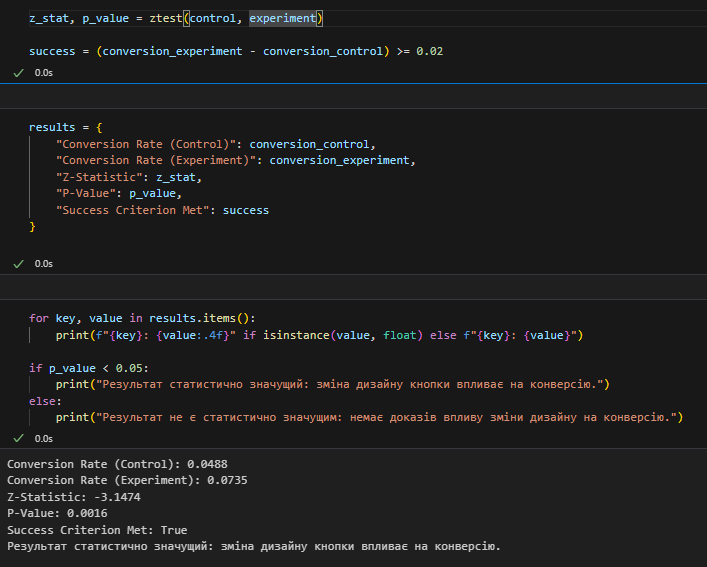 z_stat, p_value = ztest(control, experiment)
success = (conversion_experiment - conversion_control) >= 0.02
0.0s
results = {
"Conversion Rate (Control)": conversion_control,
"Conversion Rate (Experiment)": conversion_experiment,
"Z-Statistic": z_stat,
"P-Value": p_value,
"Success Criterion Met": success
}
0.0s
for key, value in results.items():
print(f"{key}: {value:.4f}" if isinstance(value, float) else f"{key}: {value}")
if p_value < 0.05:
print("Результат статистично значущий: зміна дизайну кнопки впливає на конверсію.")
else:
print("Результат не є статистично значущим: немає доказів впливу зміни дизайну на конверсію.")
0.0s
Conversion Rate (Control): 0.0488
Conversion Rate (Experiment): 0.0735
Z-Statistic: -3.1474
P-Value: 0.0016
Success Criterion Met: True
Результат статистично значущий: зміна дизайну кнопки впливає на конверсію.